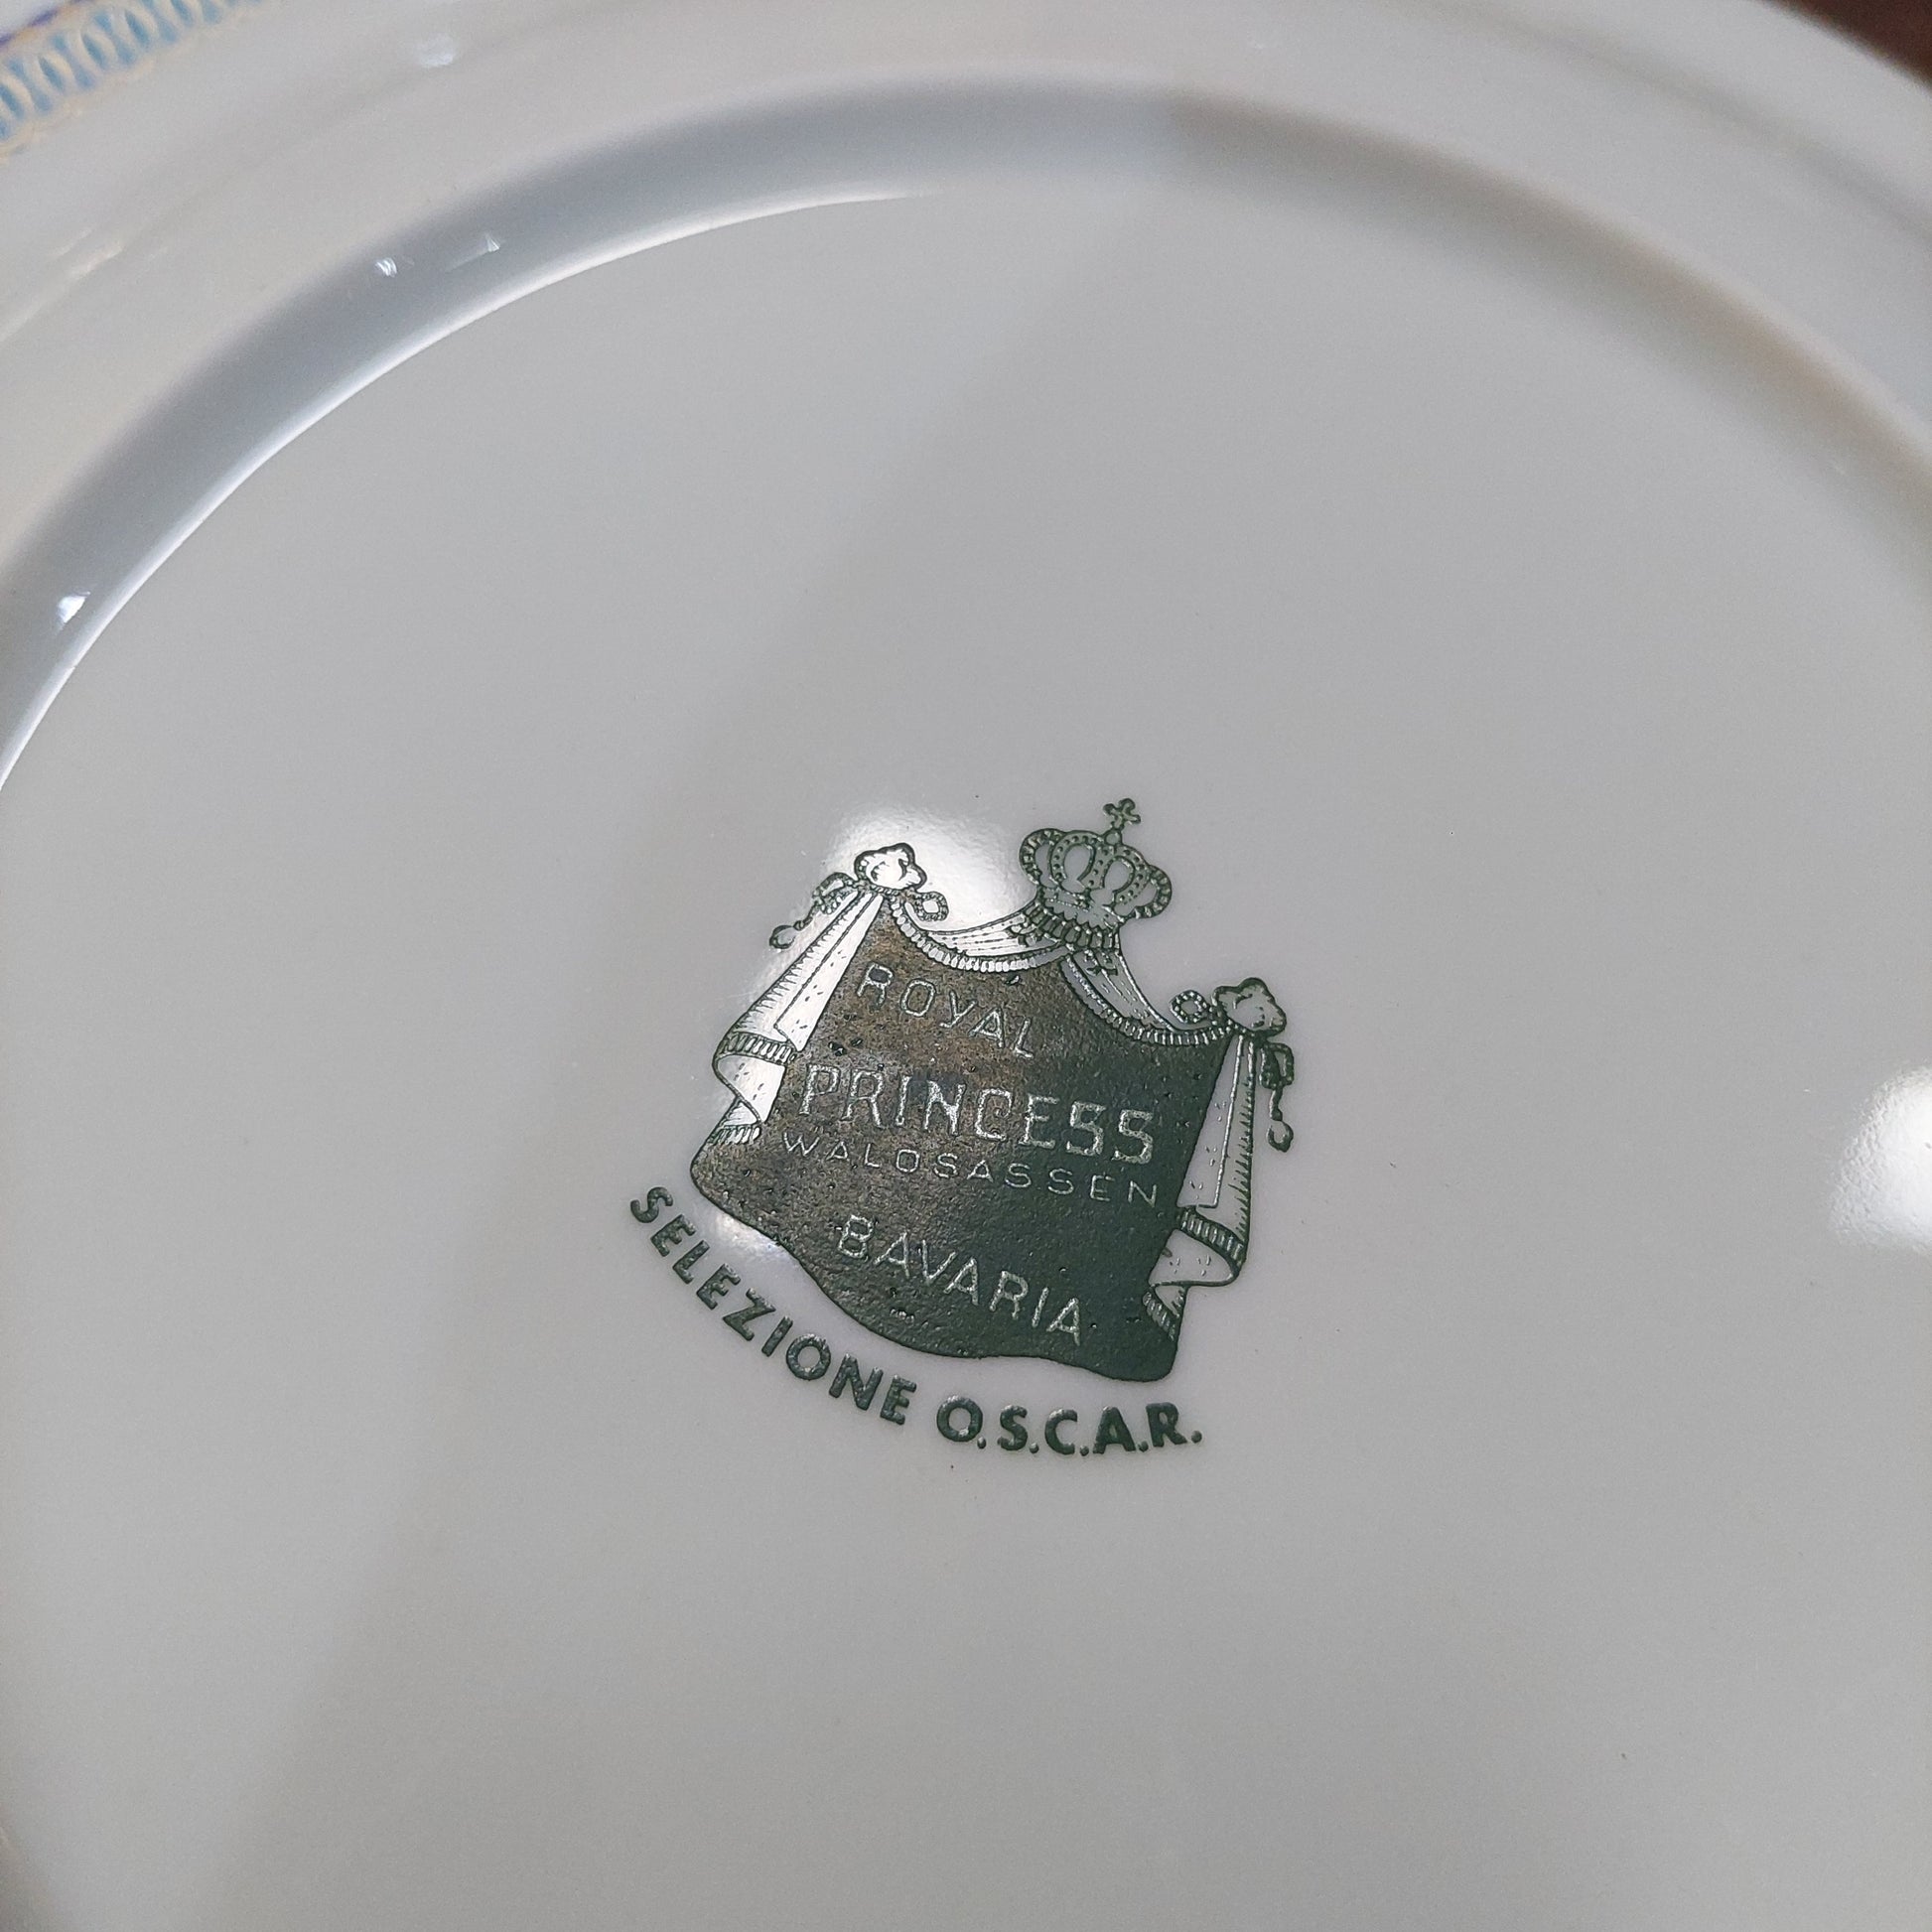 ROYAL
PRINCESS
WALDSASSEN
BAVARIA
SELEZIONE O.S.C.A.R.